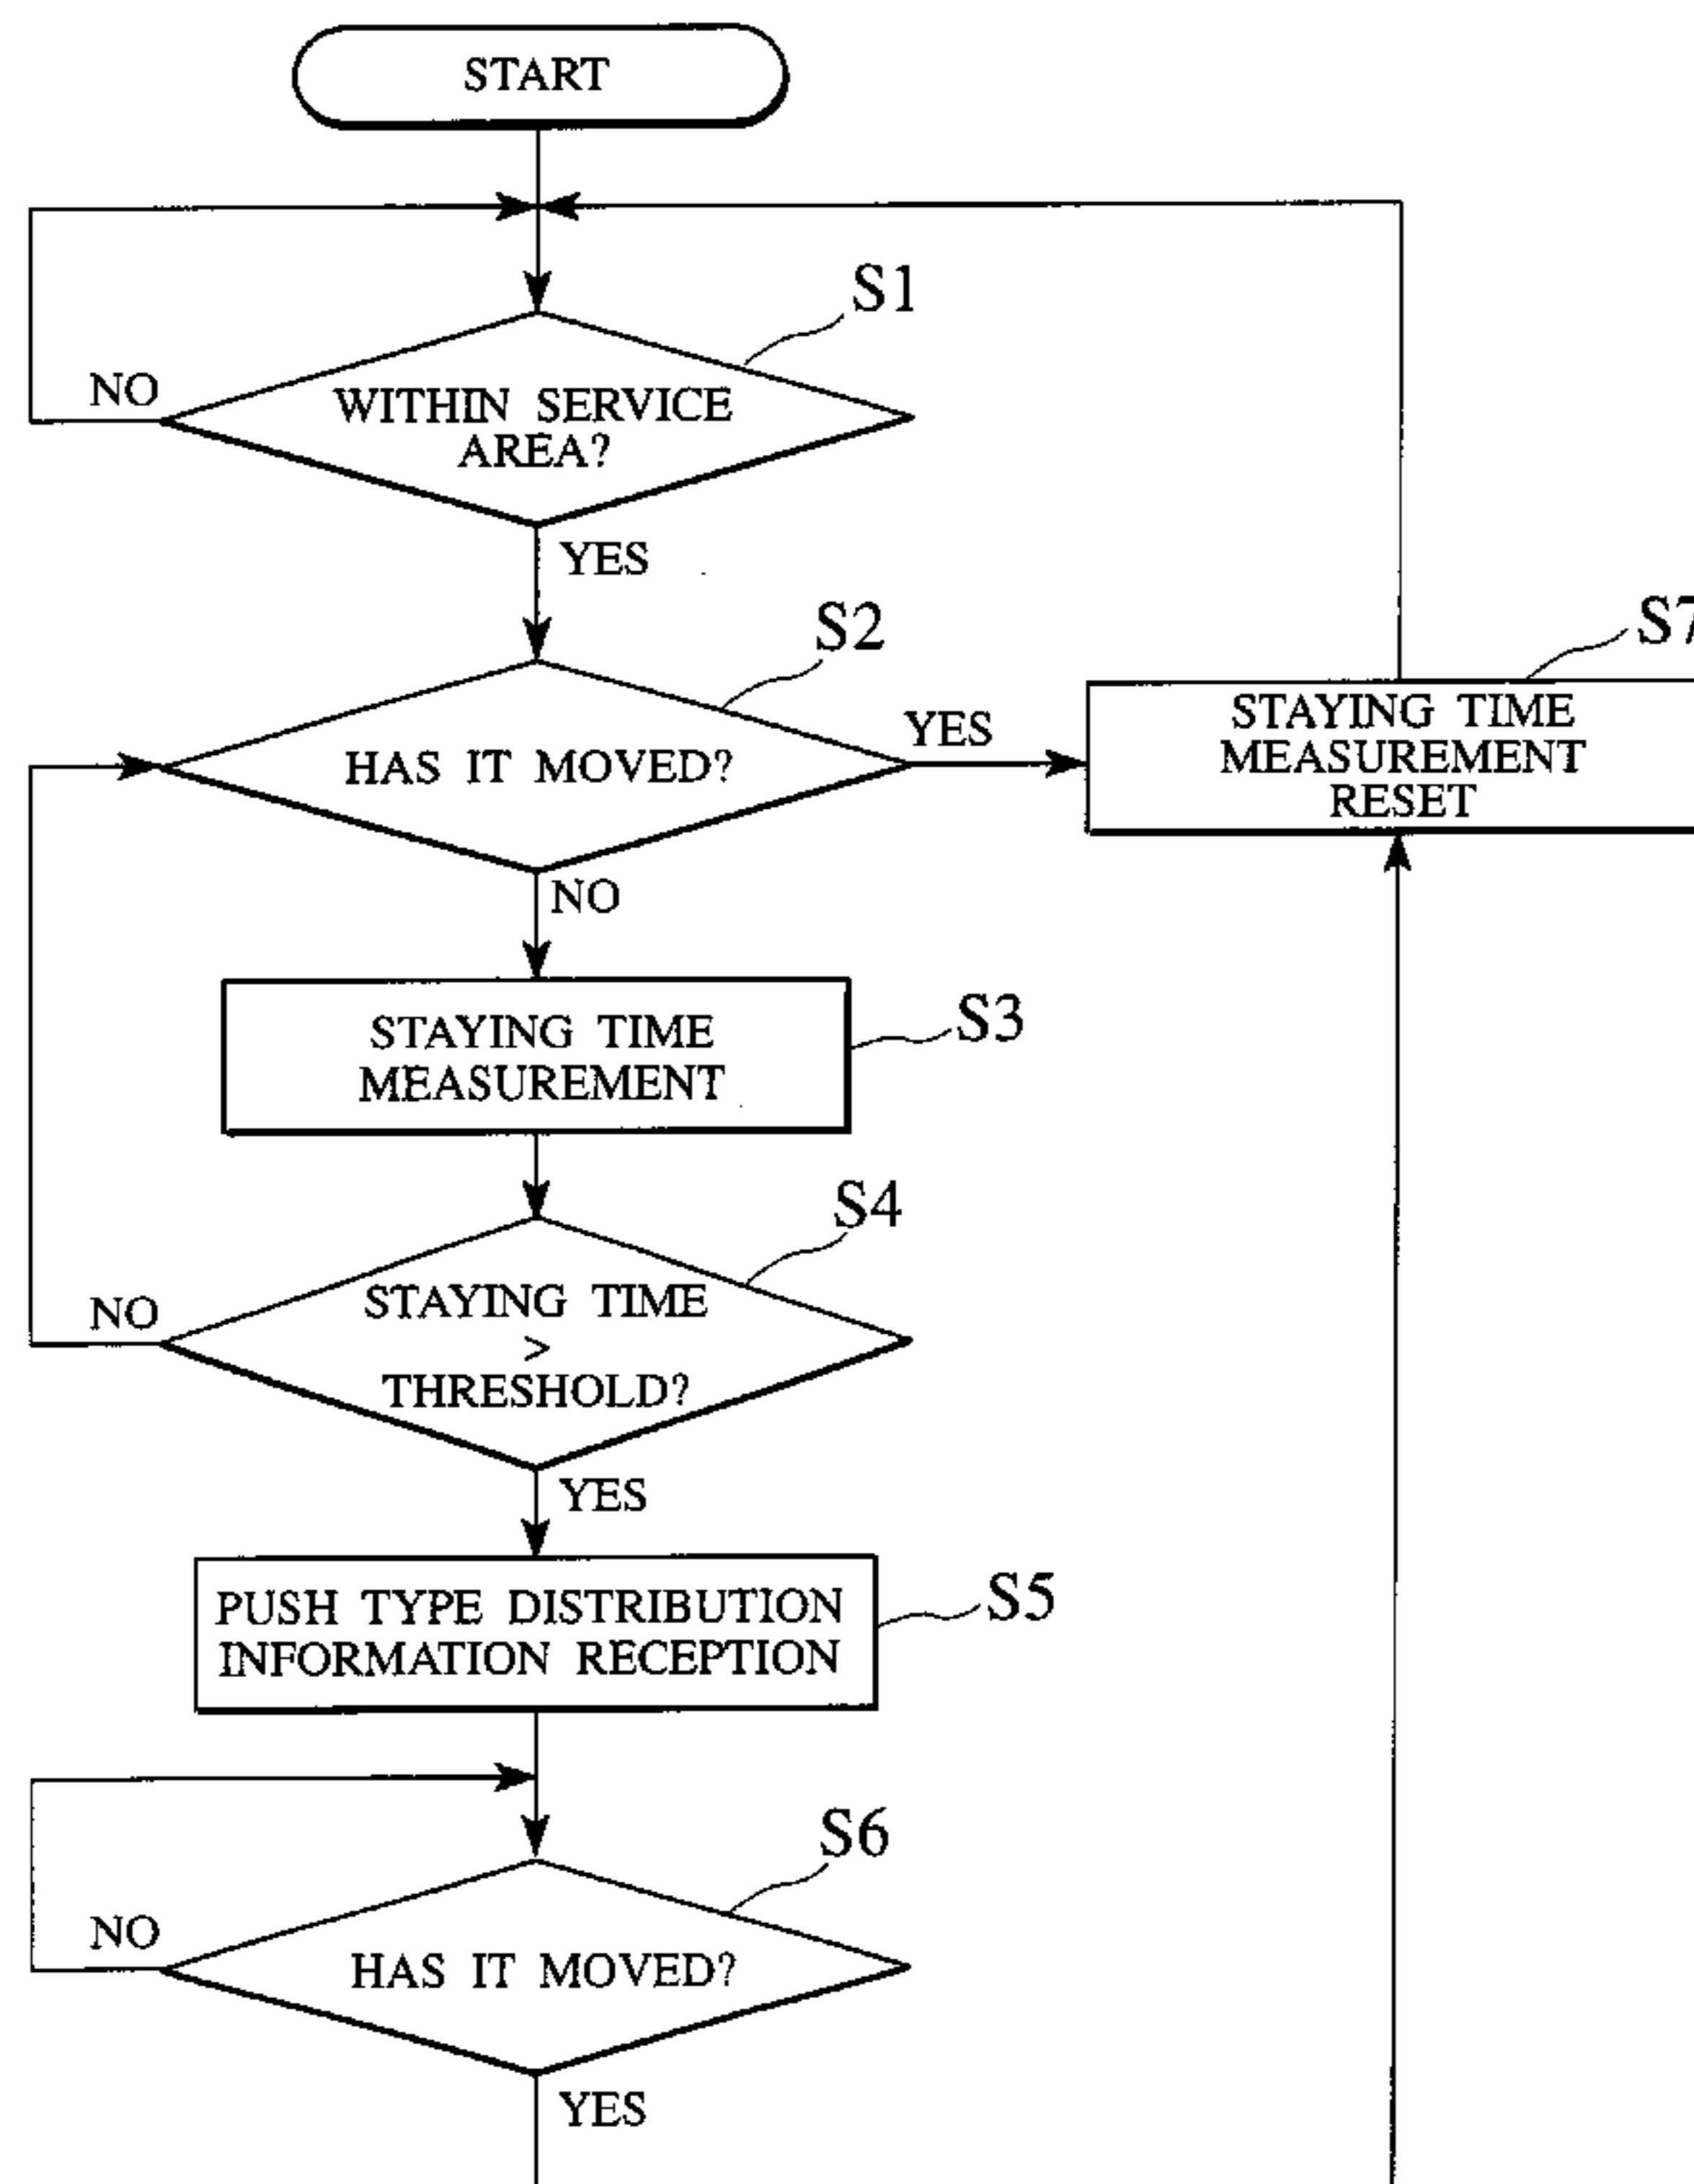 START
S1
NO
WITHIN SERVICE
AREA?
YES
S2
S7
HAS IT MOVED?
YES
STAYING TIME
MEASUREMENT
RESET
NO
STAYING TIME
MEASUREMENT
S3
S4
NO
STAYING TIME
>
THRESHOLD?
YES
PUSH TYPE DISTRIBUTION
INFORMATION RECEPTION
S5
S6
NO
HAS IT MOVED?
YES